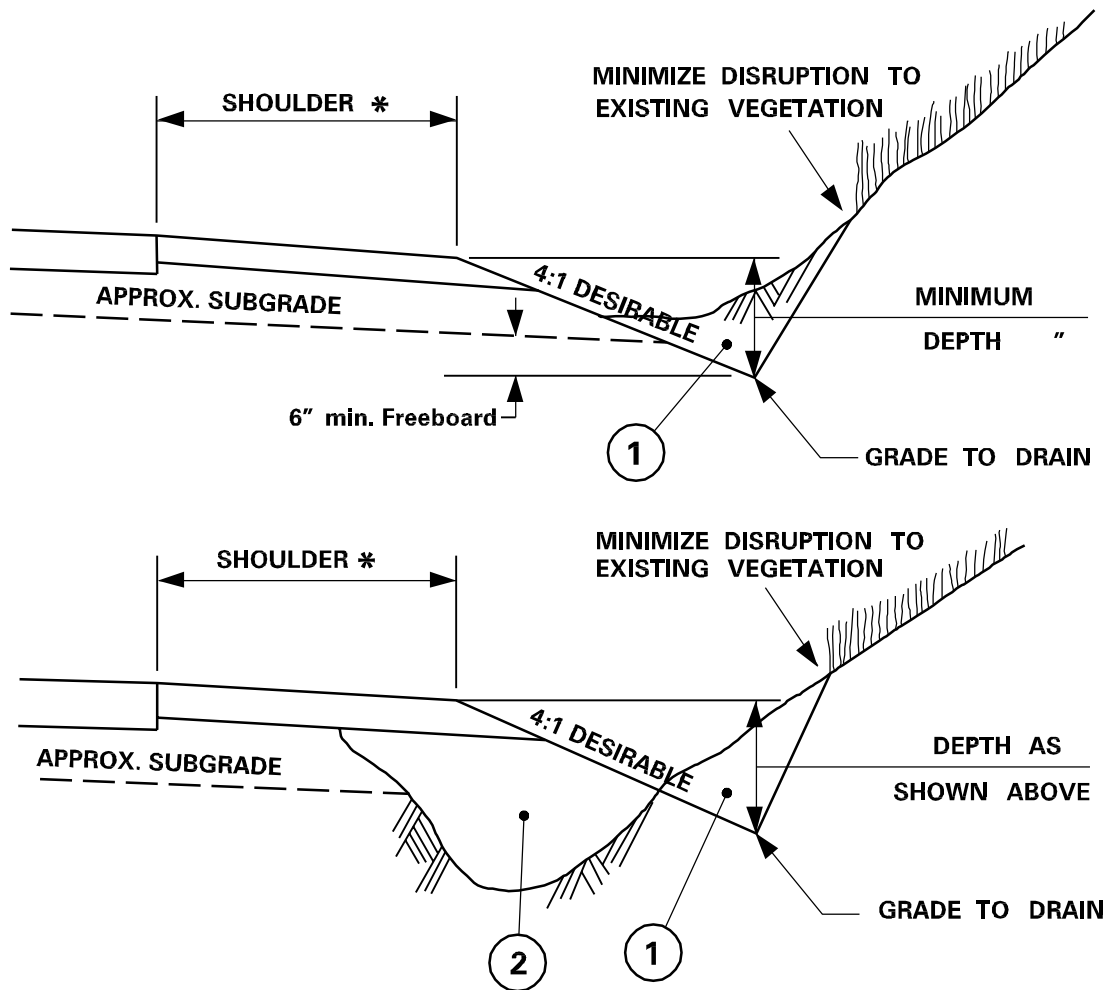 MINIMIZE DISRUPTION TO
EXISTING VEGETATION
SHOULDER *
4:1 DESIRABLE
APPROX. SUBGRADE
MINIMUM
DEPTH "
6" min. Freeboard
1
GRADE TO DRAIN
MINIMIZE DISRUPTION TO
EXISTING VEGETATION
SHOULDER *
4:1 DESIRABLE
APPROX. SUBGRADE
DEPTH AS
SHOWN ABOVE
GRADE TO DRAIN
2
1